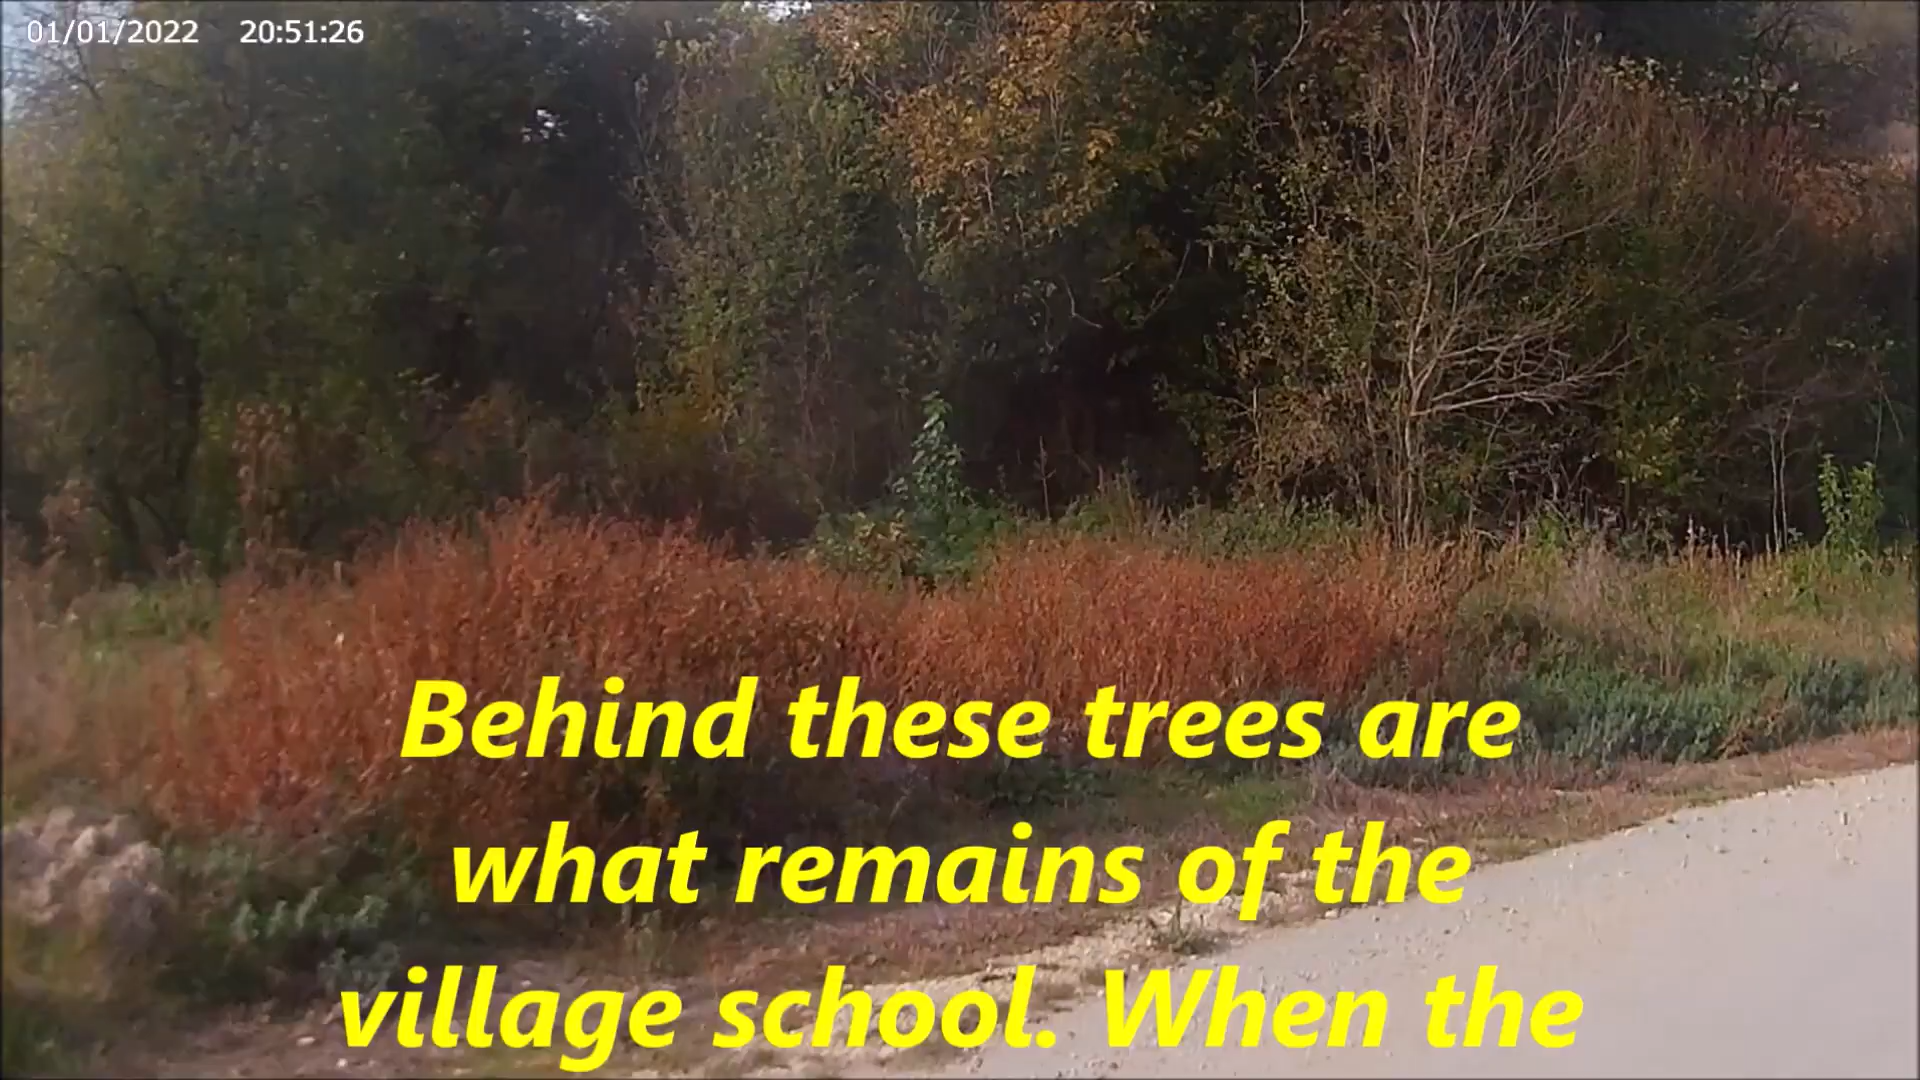 01/01/2022 20:51:26
Behind these trees are
what remains of the
village school. When the